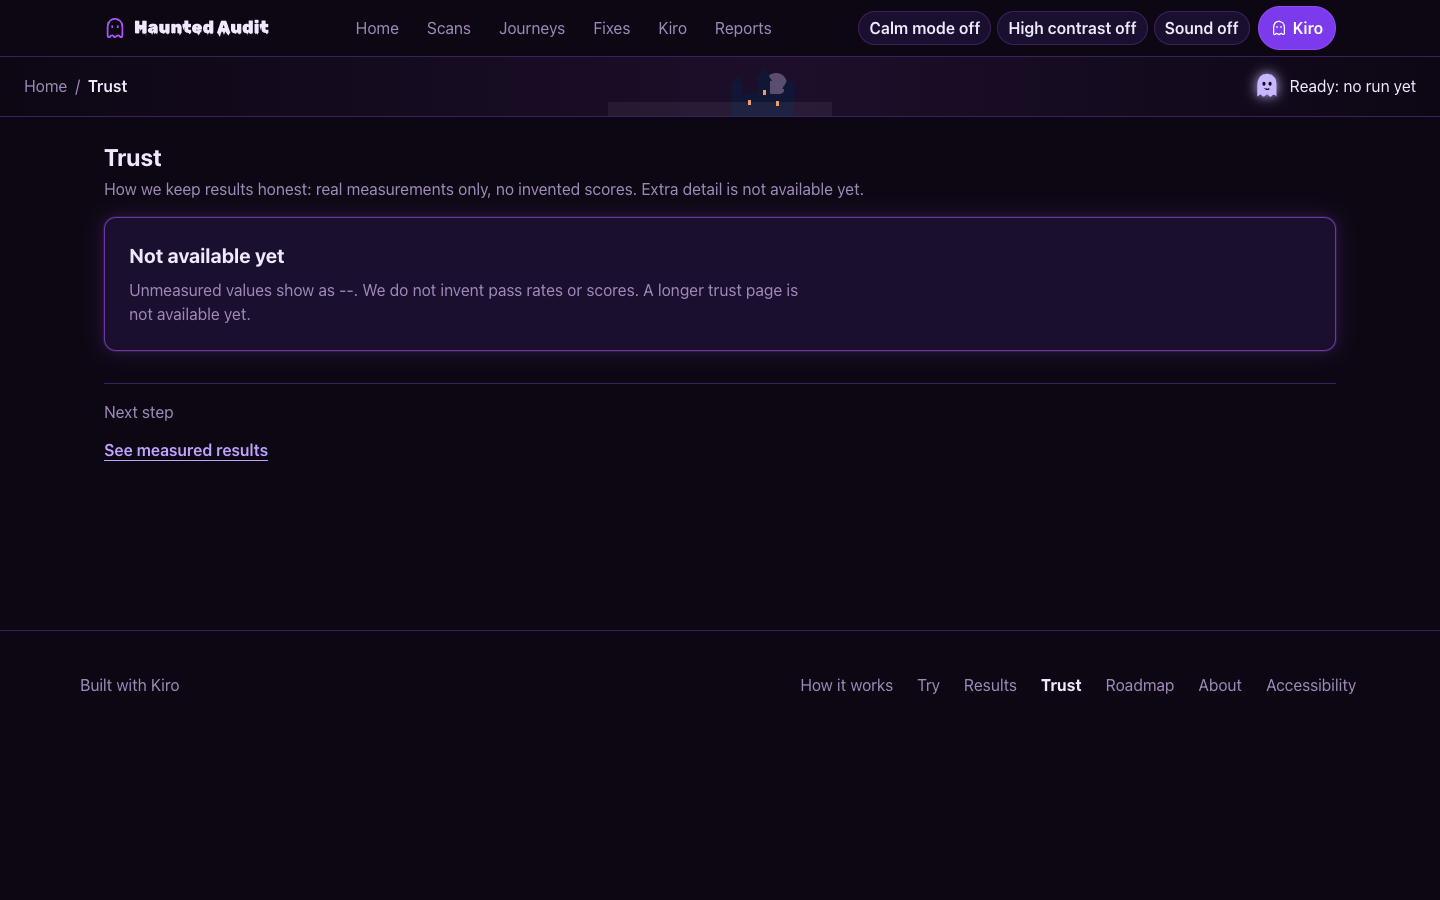 Haunted Audit
Home Scans Journeys Fixes Kiro Reports
Calm mode off High contrast off Sound off Kiro
Home / Trust
Ready: no run yet
Trust
How we keep results honest: real measurements only, no invented scores. Extra detail is not available yet.
Not available yet
Unmeasured values show as --. We do not invent pass rates or scores. A longer trust page is
not available yet.
Next step
See measured results
Built with Kiro
How it works Try Results Trust Roadmap About Accessibility